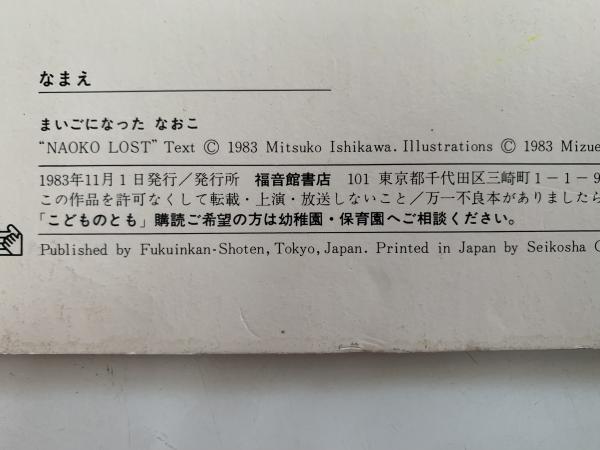 なまえ
まいごになった なおこ
“NAOKO LOST” Text © 1983 Mitsuko Ishikawa. Illustrations © 1983 Mizue
1983年11月1日発行／発行所 福音館書店 101 東京都千代田区三崎町1-1-9
この作品を許可なくして転載・上演・放送しないこと／万一不良本がありましたら
「こどものとも」購読ご希望の方は幼稚園・保育園へご相談ください。
Published by Fukuinkan-Shoten, Tokyo, Japan. Printed in Japan by Seikosha